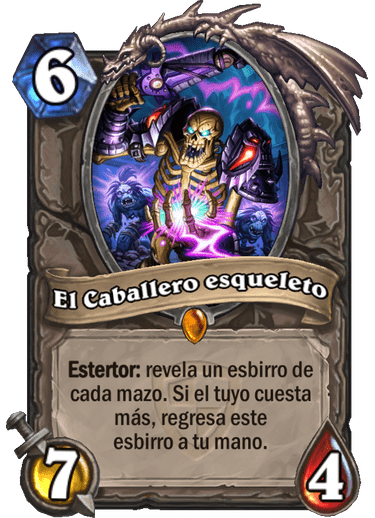 6
El Caballero esqueleto
Estertor: revela un esbirro de
cada mazo. Si el tuyo cuesta
más, regresa este
esbirro a tu mano.
7
4